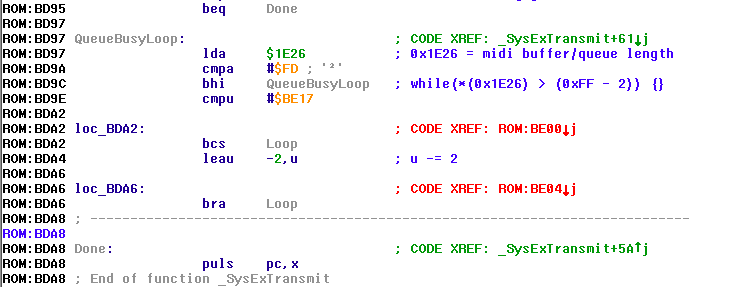 ROM:BD95 beq Done
ROM:BD97
ROM:BD97 QueueBusyLoop: ; CODE XREF: _SysExTransmit+61↓j
ROM:BD97 lda $1E26 ; 0x1E26 = midi buffer/queue length
ROM:BD9A cmpa #$FD ; '²'
ROM:BD9C bhi QueueBusyLoop ; while(*(0x1E26) > (0xFF - 2)) {}
ROM:BD9E cmpu #$BE17
ROM:BDA2
ROM:BDA2 loc_BDA2: ; CODE XREF: ROM:BE00↓j
ROM:BDA2 bcs Loop
ROM:BDA4 leau -2,u ; u -= 2
ROM:BDA6
ROM:BDA6 loc_BDA6: ; CODE XREF: ROM:BE04↓j
ROM:BDA6 bra Loop
ROM:BDA8 ; ---------------------------------------------------------------------------
ROM:BDA8
ROM:BDA8 Done: ; CODE XREF: _SysExTransmit+5A↑j
ROM:BDA8 puls pc,x
ROM:BDA8 ; End of function _SysExTransmit